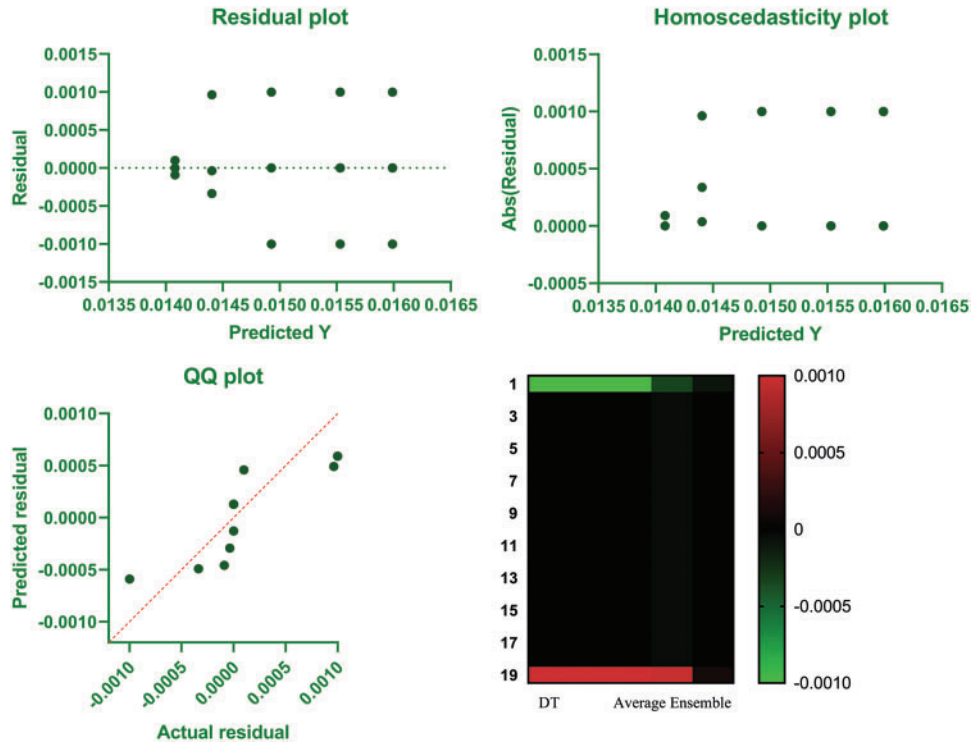 Residual plot
0.0015
0.0010
0.0005
0.0000
-0.0005
-0.0010
-0.0015
Residual
0.0135 0.0140 0.0145 0.0150 0.0155 0.0160 0.0165
Predicted Y
Homoscedasticity plot
0.0015
0.0010
0.0005
0.0000
-0.0005
Abs(Residual)
0.0135 0.0140 0.0145 0.0150 0.0155 0.0160 0.0165
Predicted Y
QQ plot
0.0010
0.0005
0.0000
-0.0005
-0.0010
Predicted residual
-0.0010 -0.0005 0.0000 0.0005 0.0010
Actual residual
1
3
5
7
9
11
13
15
17
19
DT Average Ensemble
0.0010
0.0005
0
-0.0005
-0.0010